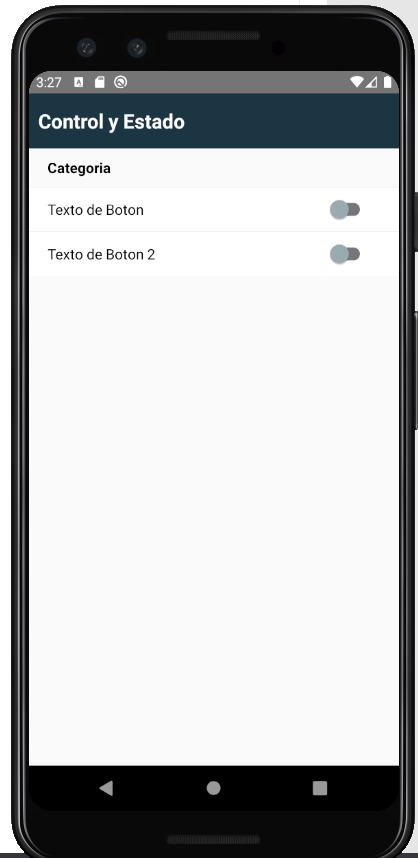 3:27
Control y Estado
Categoria
Texto de Boton
Texto de Boton 2